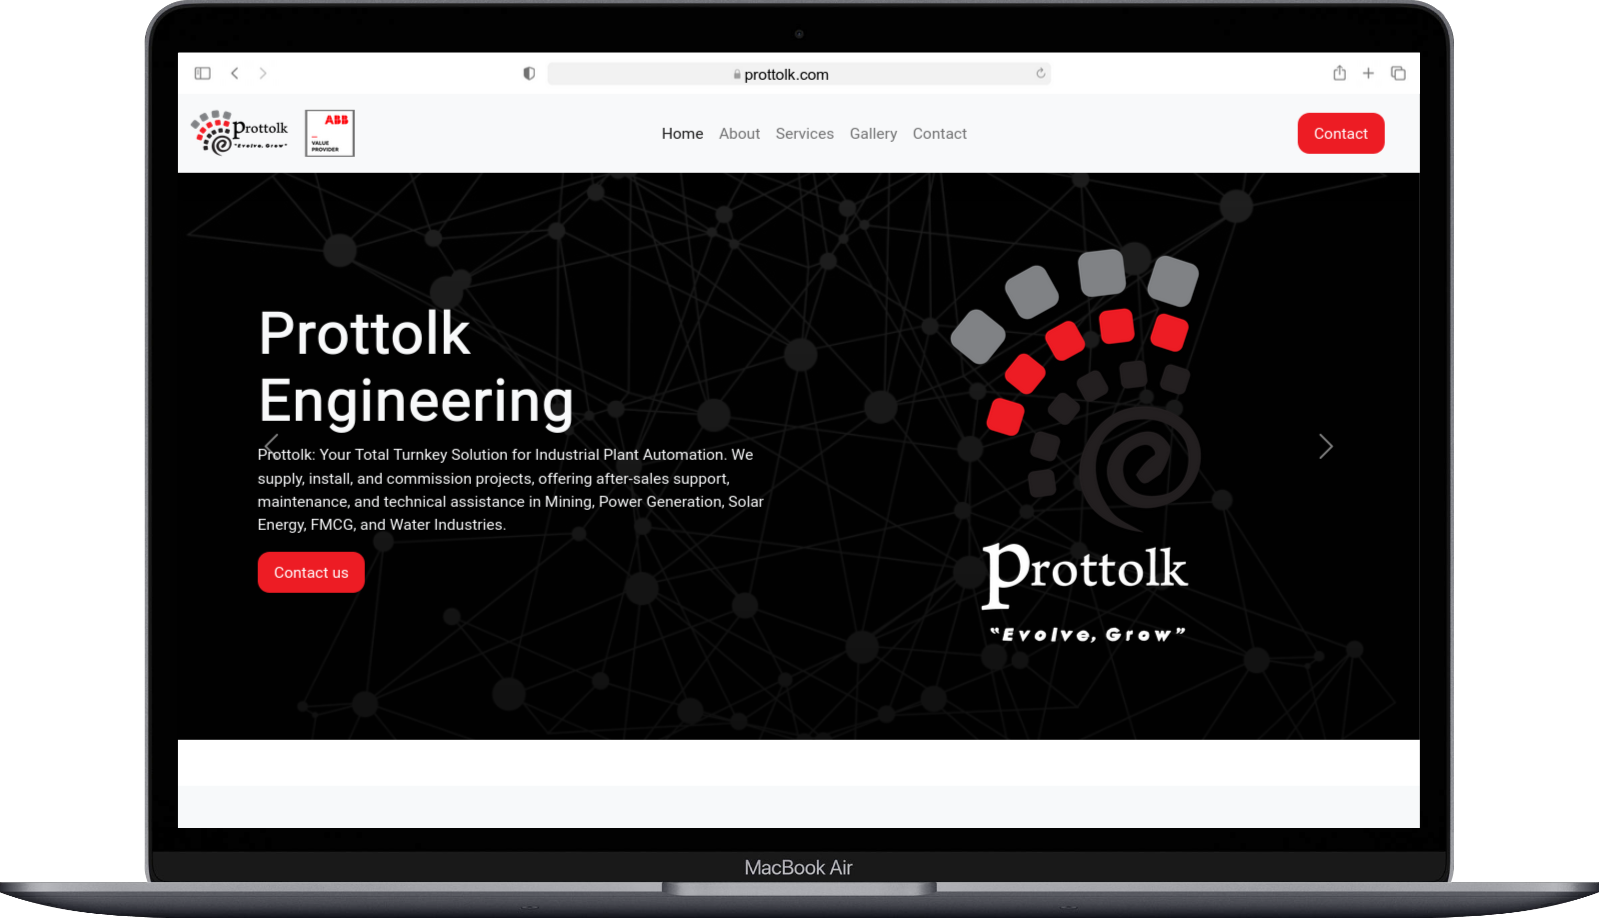 prottolk.com
Prottolk
"Evolve, Grow"
ABB
VALUE
PROVIDER
Home About Services Gallery Contact
Contact
Prottolk
Engineering
Prottolk: Your Total Turnkey Solution for Industrial Plant Automation. We
supply, install, and commission projects, offering after-sales support,
maintenance, and technical assistance in Mining, Power Generation, Solar
Energy, FMCG, and Water Industries.
Contact us
Prottolk
"Evolve, Grow"
MacBook Air